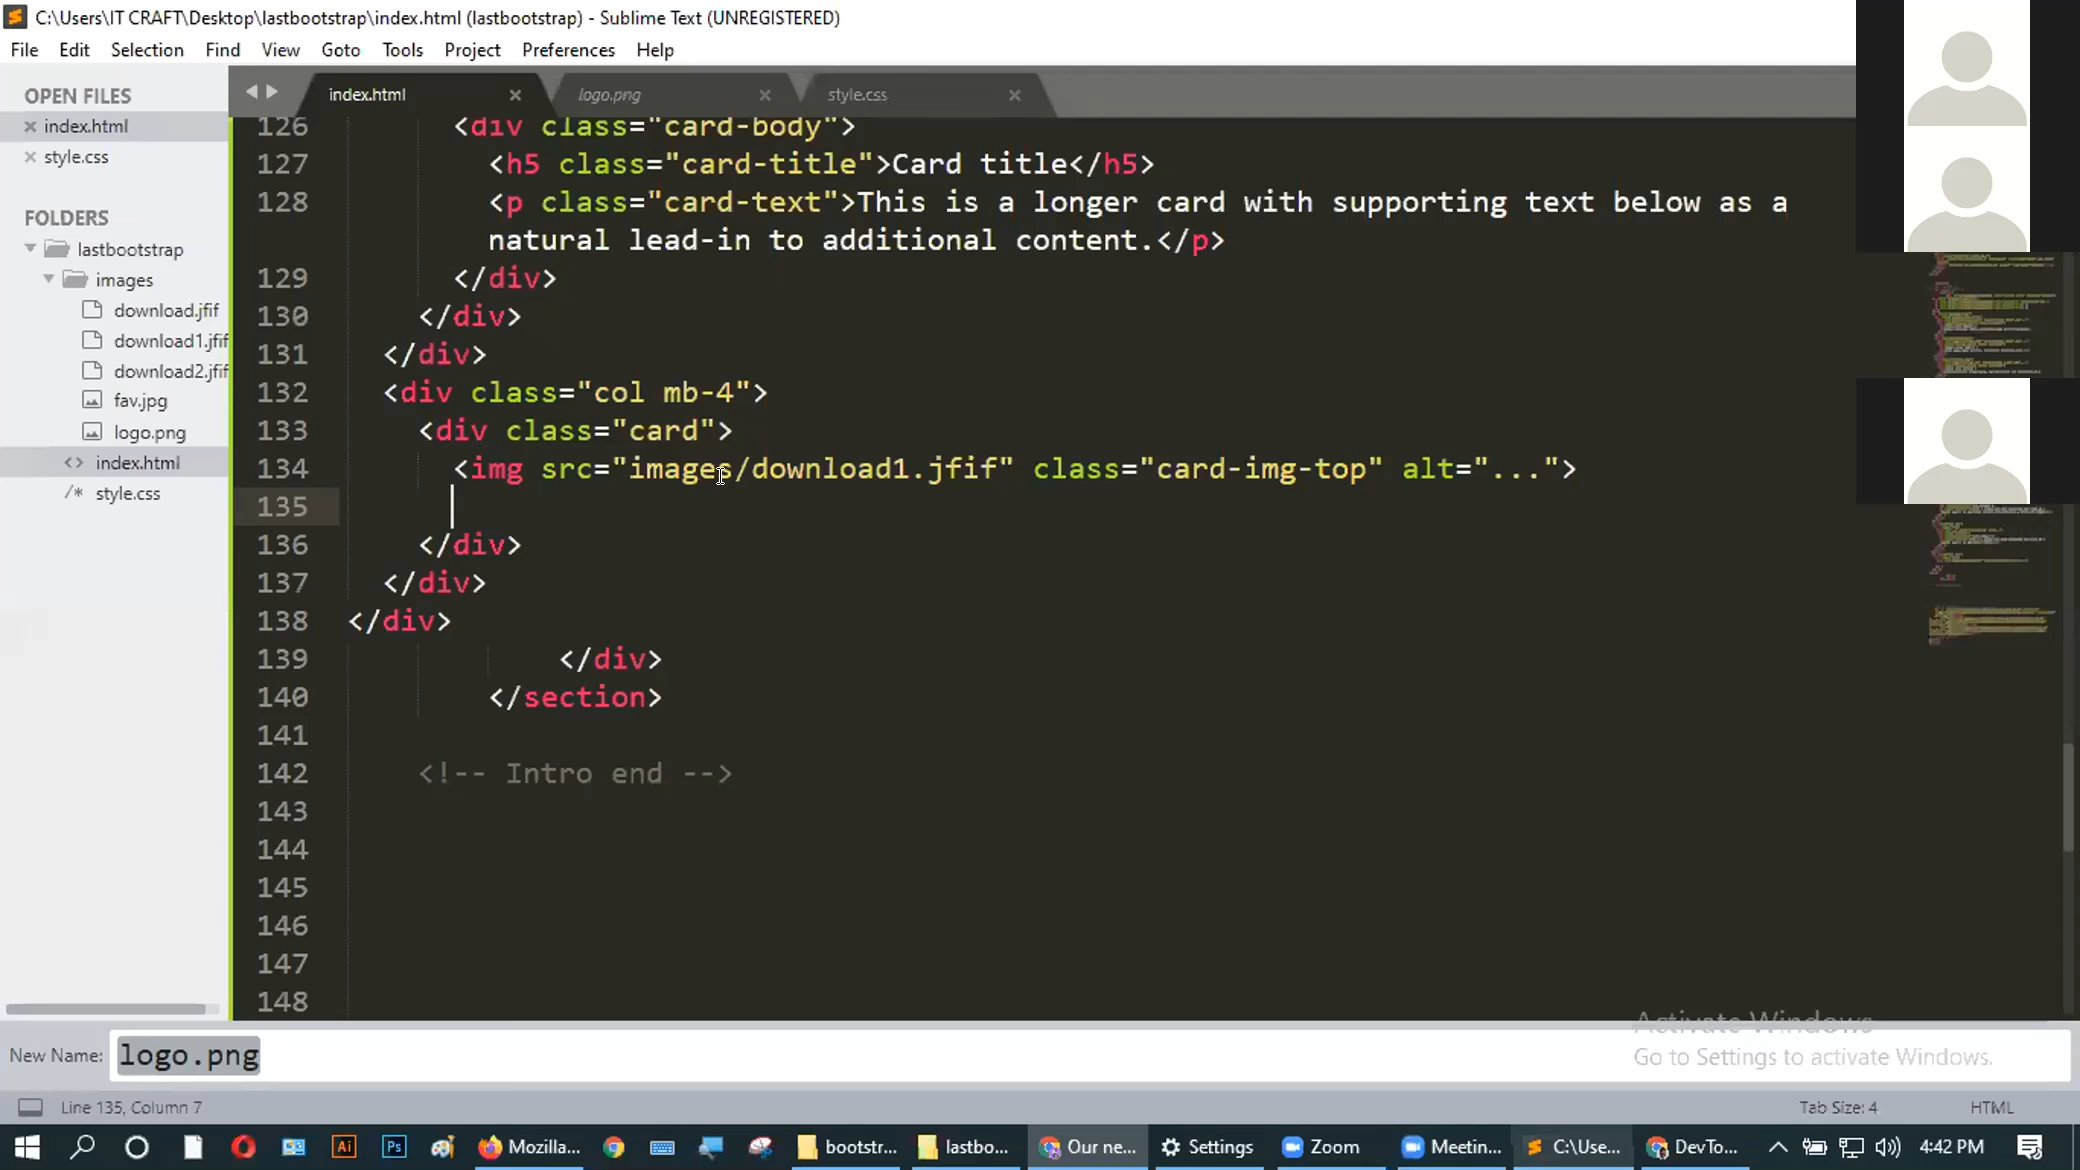 C:\Users\IT CRAFT\Desktop\lastbootstrap\index.html (lastbootstrap) - Sublime Text (UNREGISTERED)
File Edit Selection Find View Goto Tools Project Preferences Help
OPEN FILES
index.html
style.css
FOLDERS
lastbootstrap
images
download.jfif
download1.jfif
download2.jfif
fav.jpg
logo.png
<> index.html
/* style.css
index.html logo.png style.css
126 <div class="card-body">
127 <h5 class="card-title">Card title</h5>
128 <p class="card-text">This is a longer card with supporting text below as a
natural lead-in to additional content.</p>
129 </div>
130 </div>
131 </div>
132 <div class="col mb-4">
133 <div class="card">
134 <img src="images/download1.jfif" class="card-img-top" alt="...">
135
136 </div>
137 </div>
138 </div>
139 </div>
140 </section>
141
142 <!-- Intro end -->
143
144
145
146
147
148
Activate Windows
Go to Settings to activate Windows.
New Name: logo.png
Line 135, Column 7 Tab Size: 4 HTML
Ai Ps Mozilla... bootstr... lastbo... Our ne... Settings Zoom Meetin... C:\Use... DevTo... 4:42 PM